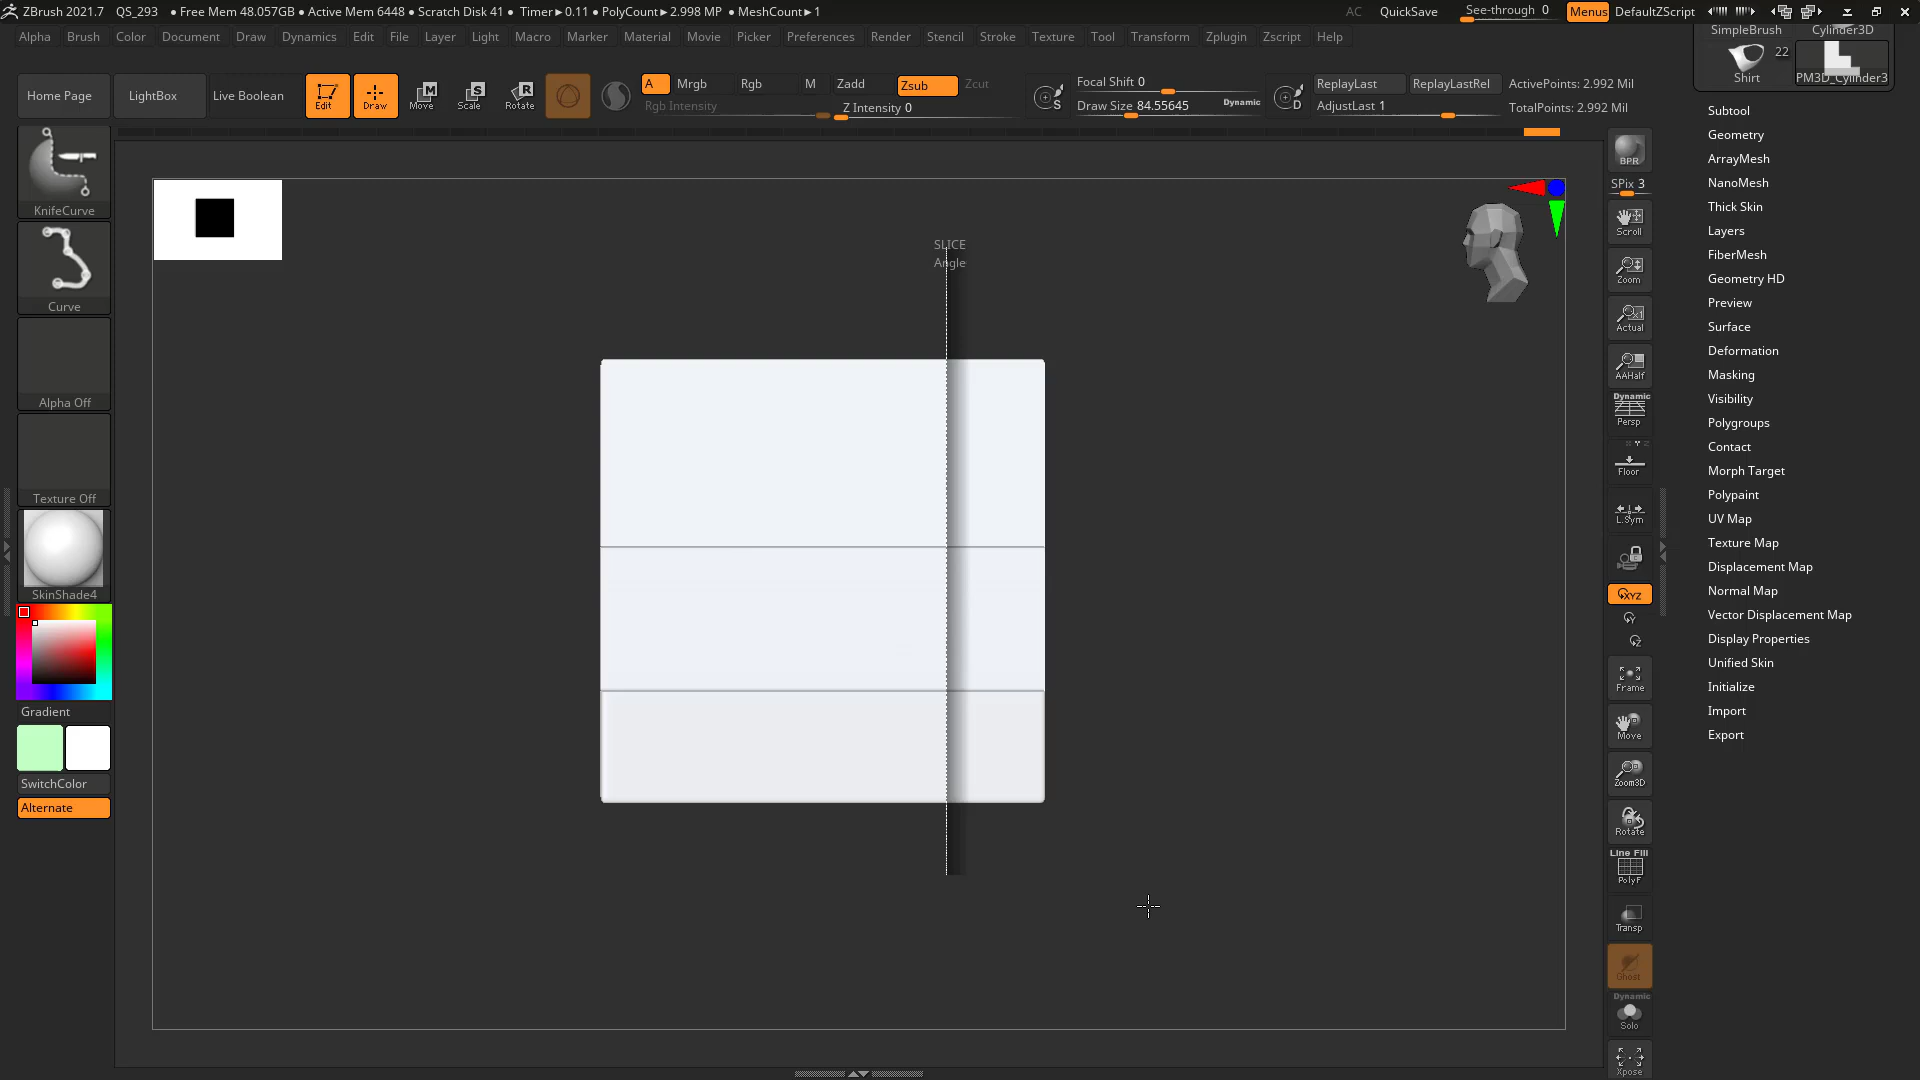 ZBrush 2021.7 QS_293 ● Free Mem 48.057GB ● Active Mem 6448 ● Scratch Disk 41 ● Timer►0.11 ● PolyCount►2.998 MP ● MeshCount►1 AC QuickSave See-through 0 Menus DefaultZScript
Alpha Brush Color Document Draw Dynamics Edit File Layer Light Macro Marker Material Movie Picker Preferences Render Stencil Stroke Texture Tool Transform Zplugin Zscript Help
SimpleBrush Cylinder3D
22
Shirt PM3D_Cylinder3
Home Page LightBox Live Boolean Edit Draw Move Scale Rotate
M S R
A Mrgb Rgb M Zadd Zsub Zcut
Rgb Intensity Z Intensity 0
Focal Shift 0
Draw Size 84.55645 Dynamic
S D
ReplayLast ReplayLastRel ActivePoints: 2.992 Mil
AdjustLast 1 TotalPoints: 2.992 Mil
KnifeCurve
Curve
Alpha Off
Texture Off
SkinShade4
Gradient
SwitchColor
Alternate
SLICE
Angle
BPR
SPix 3
Scroll
Zoom
Actual
AAHalf
Dynamic
Persp
Floor
L.Sym
XYZ
Frame
Move
Zoom3D
Rotate
Line Fill
PolyF
Transp
Ghost
Dynamic
Solo
Xpose
Subtool
Geometry
ArrayMesh
NanoMesh
Thick Skin
Layers
FiberMesh
Geometry HD
Preview
Surface
Deformation
Masking
Visibility
Polygroups
Contact
Morph Target
Polypaint
UV Map
Texture Map
Displacement Map
Normal Map
Vector Displacement Map
Display Properties
Unified Skin
Initialize
Import
Export